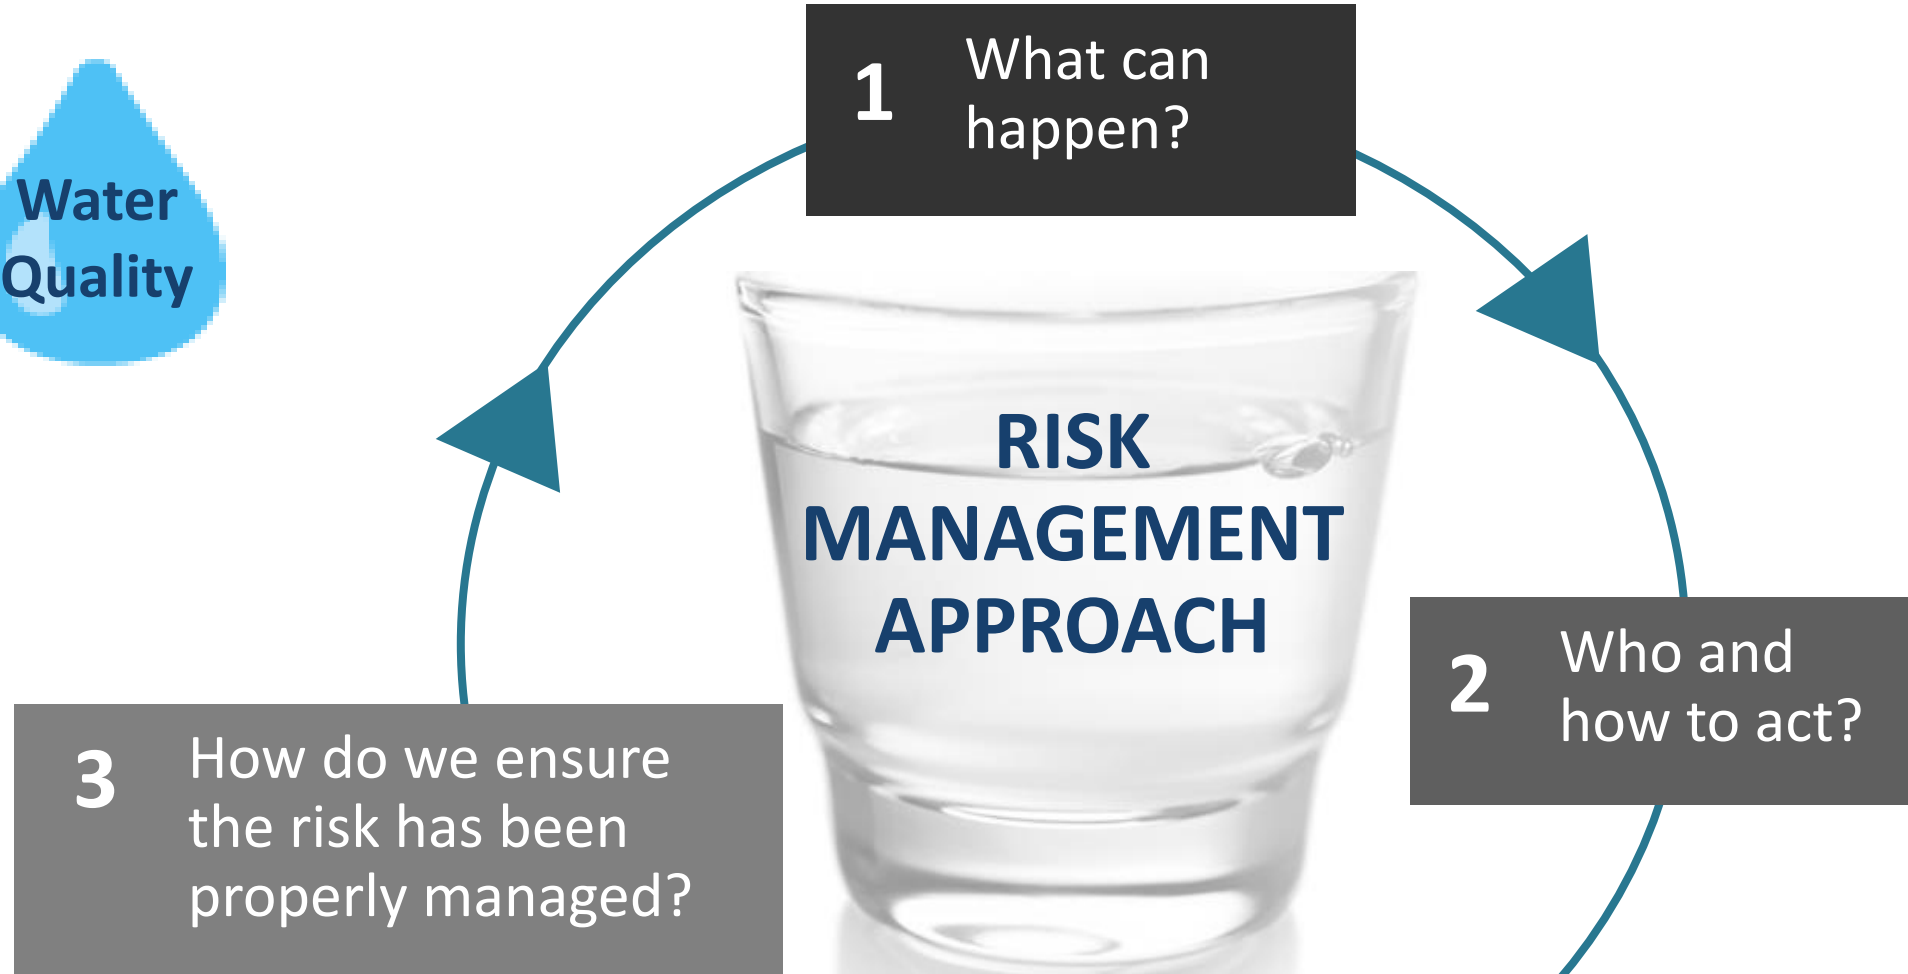 Water
Quality
1
What can
happen?
RISK
MANAGEMENT
APPROACH
2
Who and
how to act?
3
How do we ensure
the risk has been
properly managed?